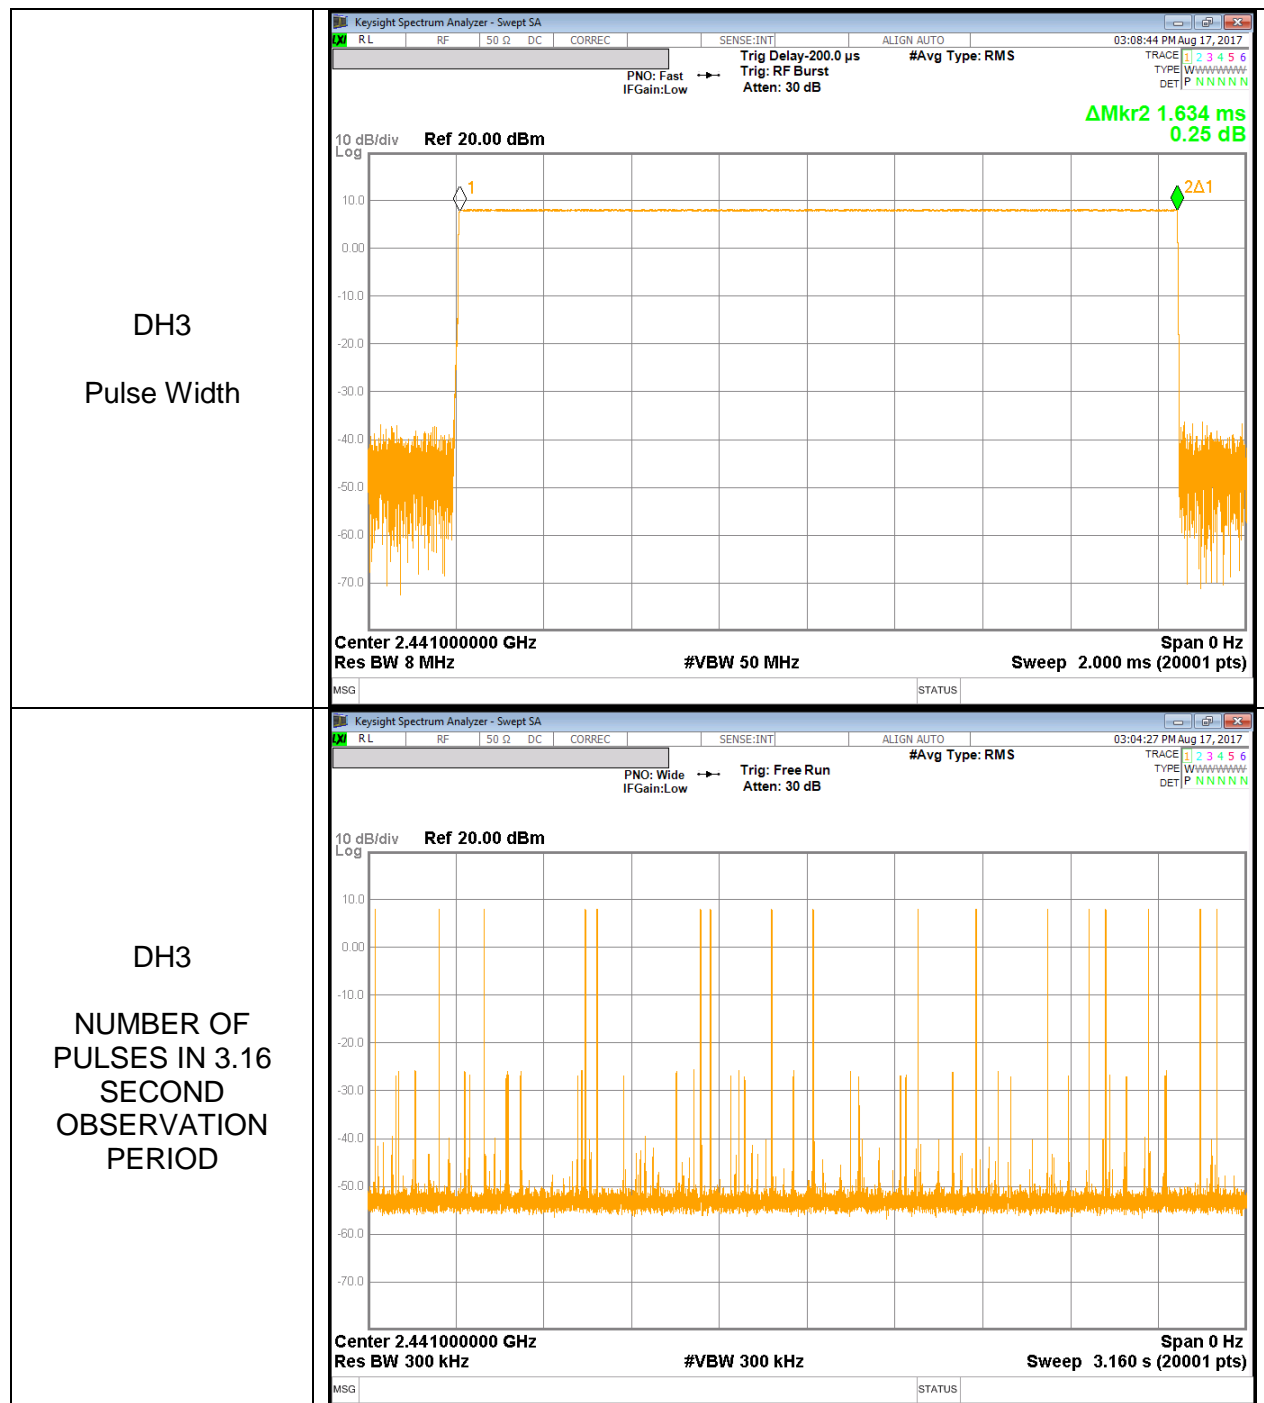 DH3
Pulse Width
Keysight Spectrum Analyzer - Swept SA
LXI RL RF 50 Ω DC CORREC SENSE:INT ALIGN AUTO 03:08:44 PM Aug 17, 2017
Trig Delay-200.0 µs #Avg Type: RMS TRACE 1 2 3 4 5 6
PNO: Fast Trig: RF Burst TYPE WWWWWWW
IFGain:Low Atten: 30 dB DET P N N N N N
ΔMkr2 1.634 ms
0.25 dB
10 dB/div Ref 20.00 dBm
Log
1
2Δ1
10.0
0.00
-10.0
-20.0
-30.0
-40.0
-50.0
-60.0
-70.0
Center 2.441000000 GHz Span 0 Hz
Res BW 8 MHz #VBW 50 MHz Sweep 2.000 ms (20001 pts)
MSG STATUS
DH3
NUMBER OF
PULSES IN 3.16
SECOND
OBSERVATION
PERIOD
Keysight Spectrum Analyzer - Swept SA
LXI RL RF 50 Ω DC CORREC SENSE:INT ALIGN AUTO 03:04:27 PM Aug 17, 2017
#Avg Type: RMS TRACE 1 2 3 4 5 6
PNO: Wide Trig: Free Run TYPE WWWWWWW
IFGain:Low Atten: 30 dB DET P N N N N N
10 dB/div Ref 20.00 dBm
Log
10.0
0.00
-10.0
-20.0
-30.0
-40.0
-50.0
-60.0
-70.0
Center 2.441000000 GHz Span 0 Hz
Res BW 300 kHz #VBW 300 kHz Sweep 3.160 s (20001 pts)
MSG STATUS